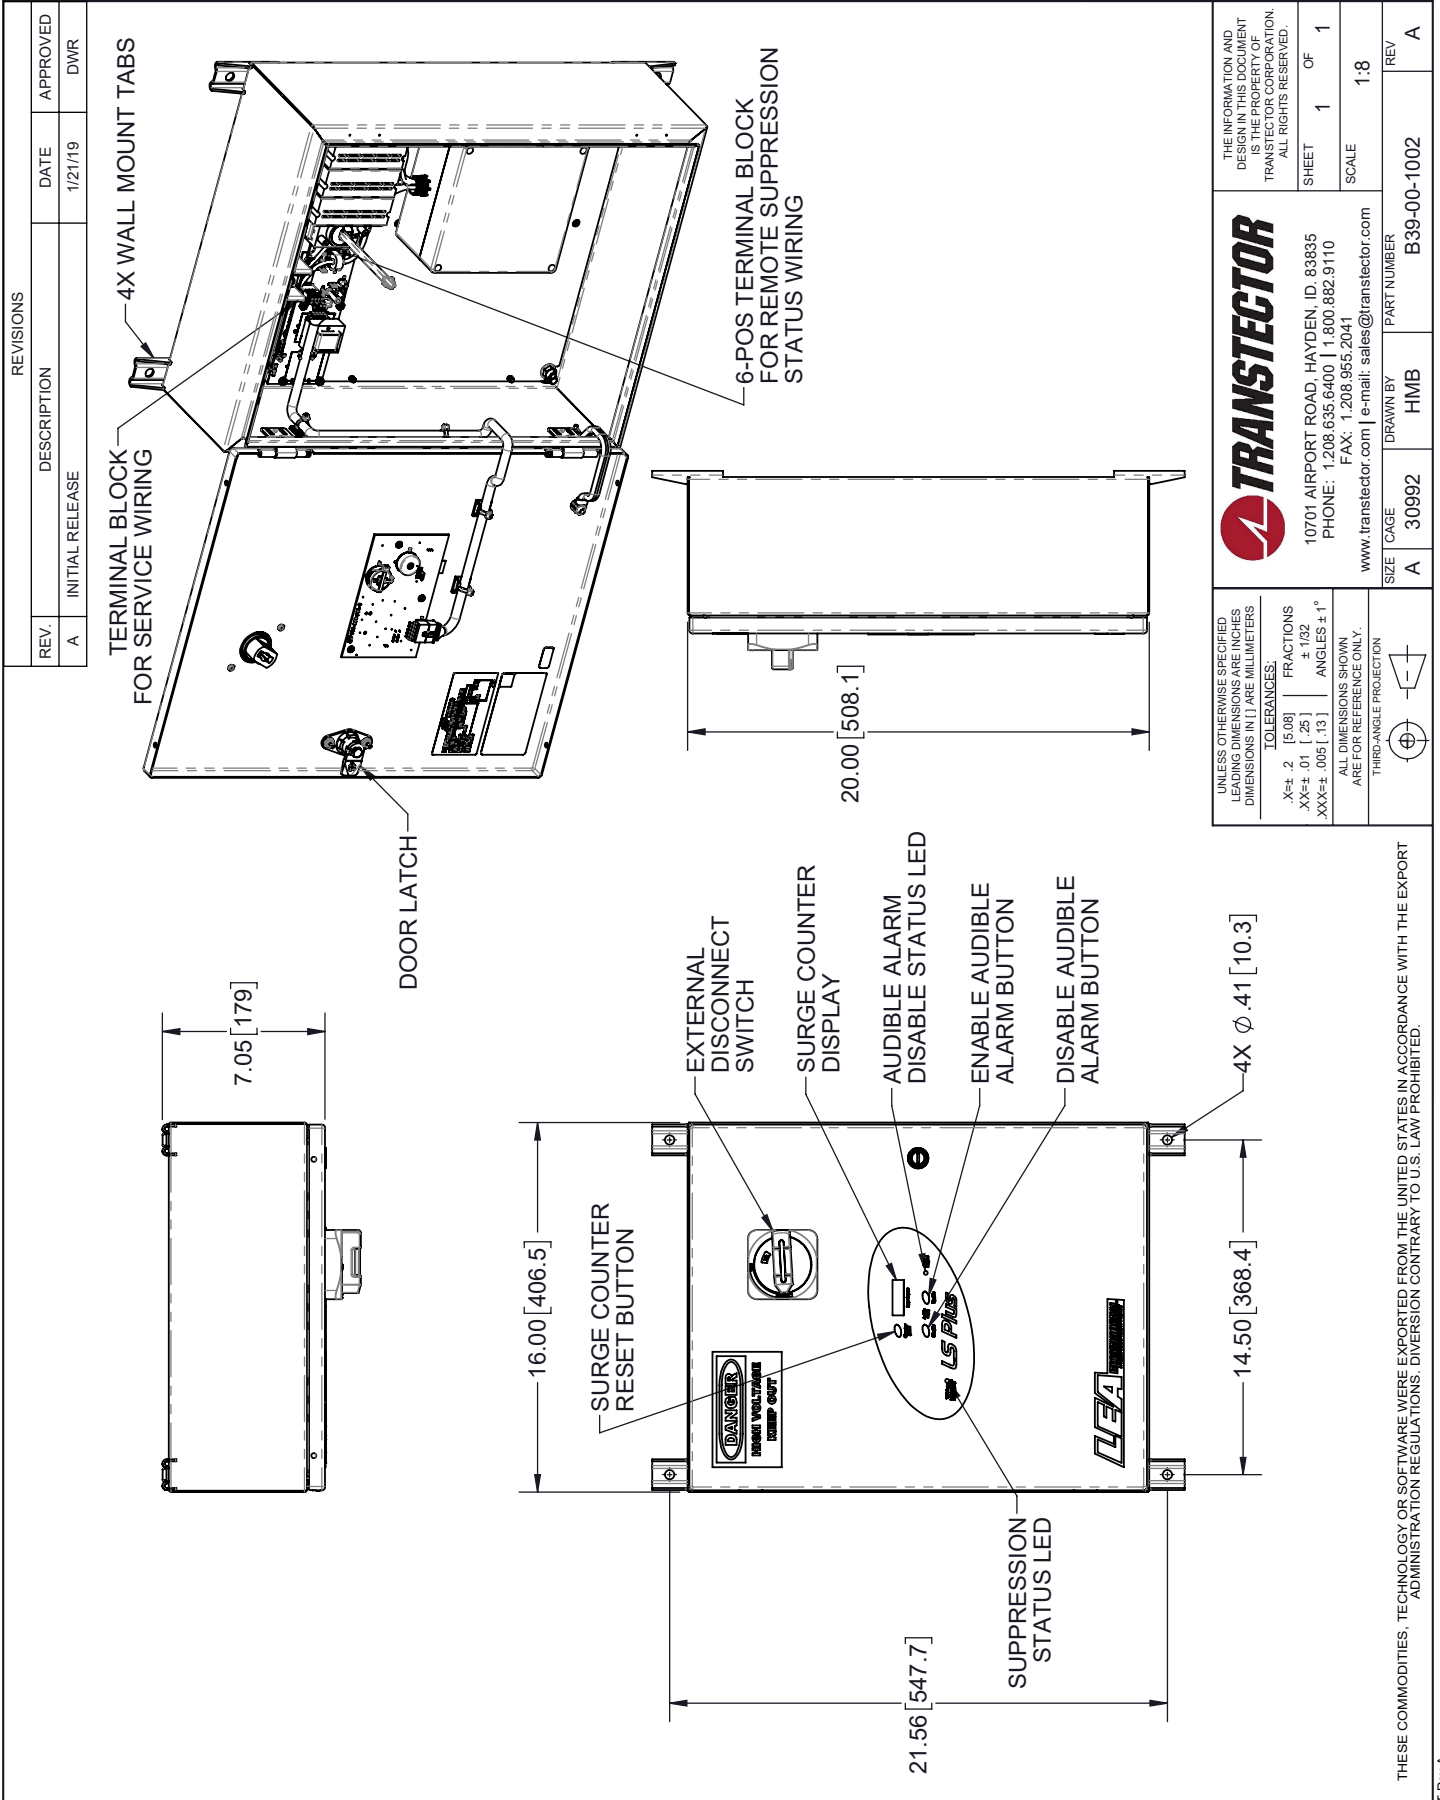 REVISIONS
REV.
DESCRIPTION
DATE
APPROVED
A
INITIAL RELEASE
1/21/19
DWR
TERMINAL BLOCK
FOR SERVICE WIRING
4X WALL MOUNT TABS
6-POS TERMINAL BLOCK
FOR REMOTE SUPPRESSION
STATUS WIRING
DOOR LATCH
7.05 [179]
16.00 [406.5]
20.00 [508.1]
SURGE COUNTER
RESET BUTTON
EXTERNAL
DISCONNECT
SWITCH
SURGE COUNTER
DISPLAY
AUDIBLE ALARM
DISABLE STATUS LED
ENABLE AUDIBLE
ALARM BUTTON
DISABLE AUDIBLE
ALARM BUTTON
4X Ø .41 [10.3]
14.50 [368.4]
21.56 [547.7]
SUPPRESSION
STATUS LED
DANGER
HIGH VOLTAGE
KEEP OUT
LS Plus
LEA
THESE COMMODITIES, TECHNOLOGY OR SOFTWARE WERE EXPORTED FROM THE UNITED STATES IN ACCORDANCE WITH THE EXPORT
ADMINISTRATION REGULATIONS. DIVERSION CONTRARY TO U.S. LAW PROHIBITED.
UNLESS OTHERWISE SPECIFIED
LEADING DIMENSIONS ARE INCHES
DIMENSIONS IN [ ] ARE MILLIMETERS
TOLERANCES:
.X=± .2 [5.08]
.XX=± .01 [.25]
.XXX=± .005 [.13]
FRACTIONS
± 1/32
ANGLES ± 1°
ALL DIMENSIONS SHOWN
ARE FOR REFERENCE ONLY.
THIRD-ANGLE PROJECTION
TRANSTECTOR
10701 AIRPORT ROAD, HAYDEN, ID. 83835
PHONE: 1.208.635.6400 | 1.800.882.9110
FAX: 1.208.955.2041
www.transtector.com | e-mail: sales@transtector.com
THE INFORMATION AND
DESIGN IN THIS DOCUMENT
IS THE PROPERTY OF
TRANSTECTOR CORPORATION.
ALL RIGHTS RESERVED.
SHEET 1 OF 1
SCALE 1:8
SIZE
A
CAGE
30992
DRAWN BY
HMB
PART NUMBER
B39-00-1002
REV
A